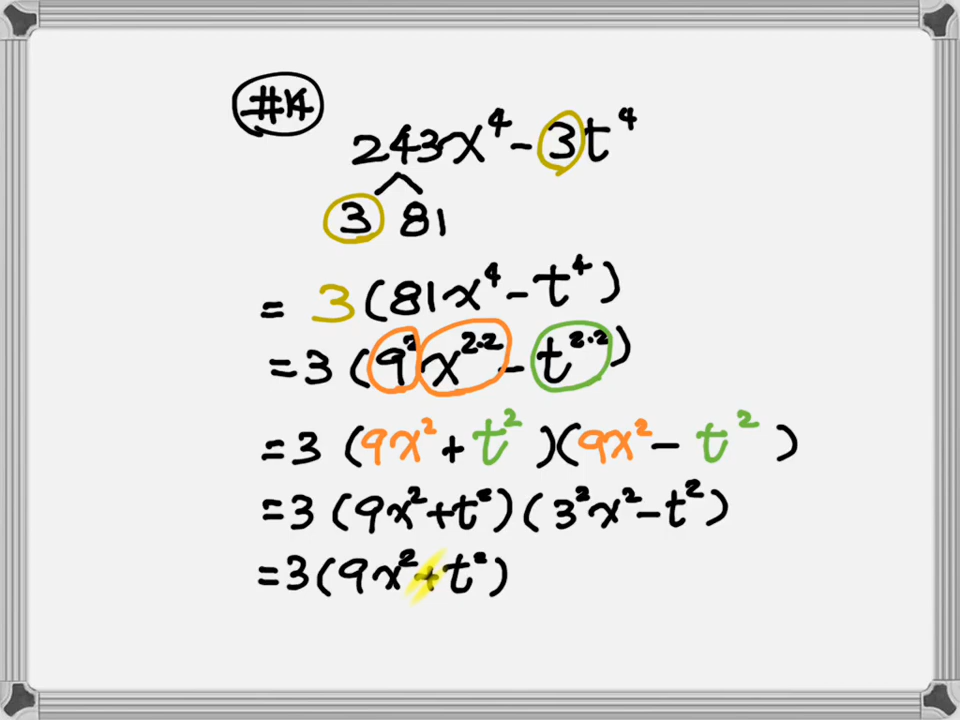 #14
243x⁴ - 3t⁴
3 81
= 3(81x⁴ - t⁴)
= 3(9²x²·² - t²·²)
= 3(9x² + t²)(9x² - t²)
= 3(9x² + t²)(3²x² - t²)
= 3(9x² + t²)